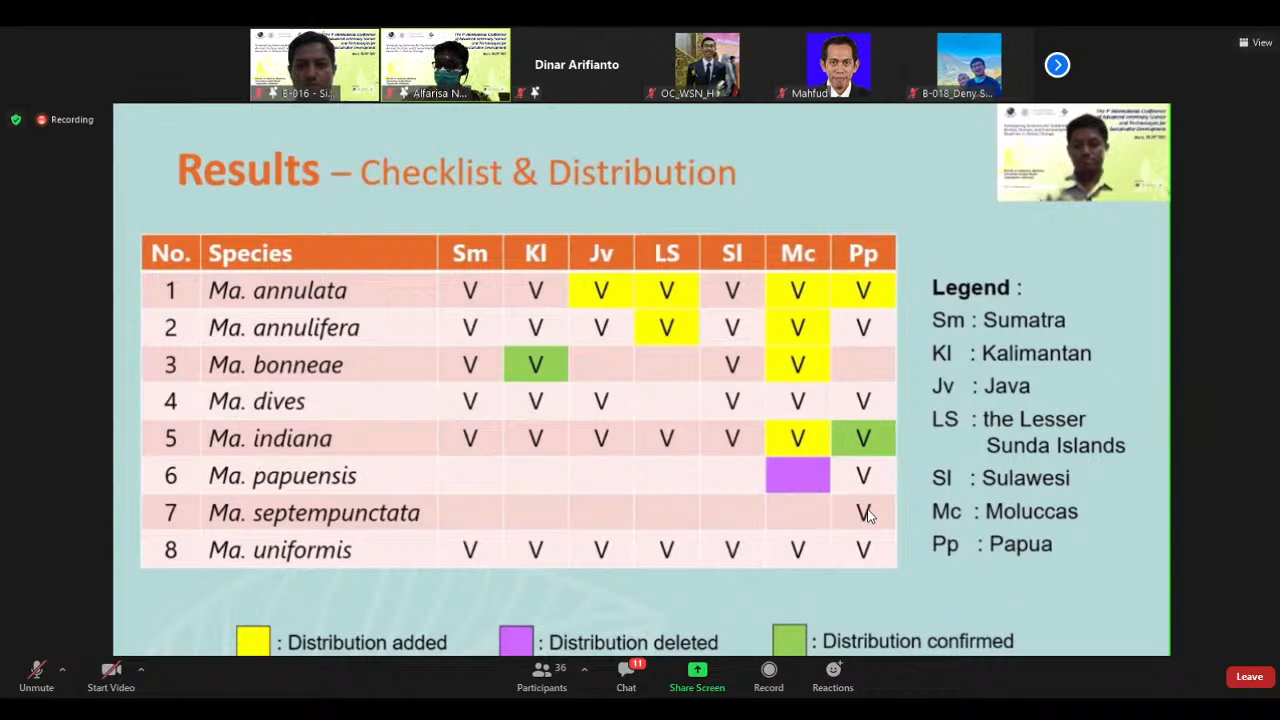 View
B-016 - Si...
Alfarisa N...
Dinar Arifianto
OC_WSN_H
Mahfud
B-018_Deny S...
Recording
Results – Checklist & Distribution
No. Species Sm Kl Jv LS Sl Mc Pp
1 Ma. annulata V V V V V V V
2 Ma. annulifera V V V V V V V
3 Ma. bonneae V V V V
4 Ma. dives V V V V V V
5 Ma. indiana V V V V V V V
6 Ma. papuensis V
7 Ma. septempunctata V
8 Ma. uniformis V V V V V V V
Legend :
Sm : Sumatra
Kl : Kalimantan
Jv : Java
LS : the Lesser
Sunda Islands
Sl : Sulawesi
Mc : Moluccas
Pp : Papua
: Distribution added
: Distribution deleted
: Distribution confirmed
Unmute
Start Video
36
Participants
11
Chat
Share Screen
Record
Reactions
Leave